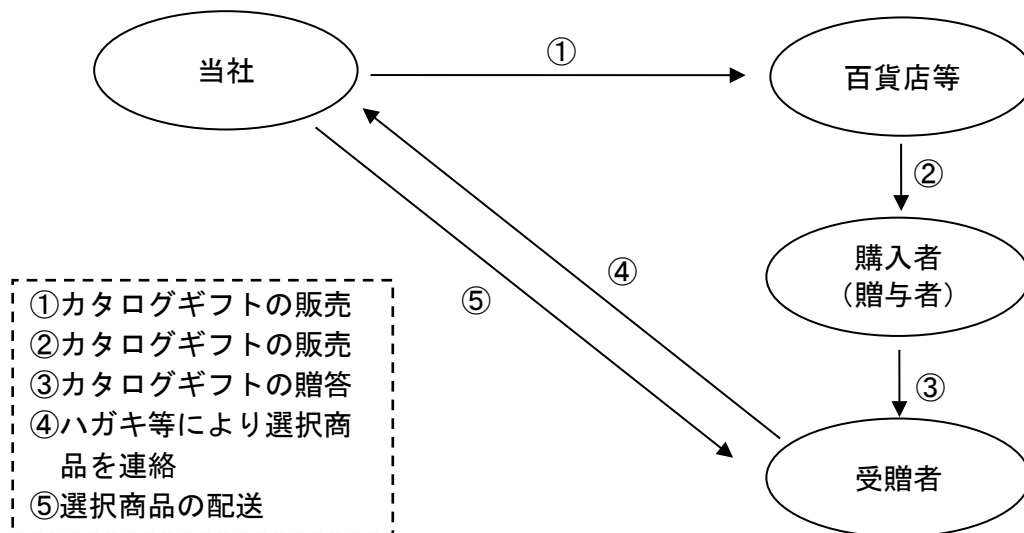 ①
当社
百貨店等
②
購入者
（贈与者）
④
⑤
③
受贈者
①カタログギフトの販売
②カタログギフトの販売
③カタログギフトの贈答
④ハガキ等により選択商
品を連絡
⑤選択商品の配送